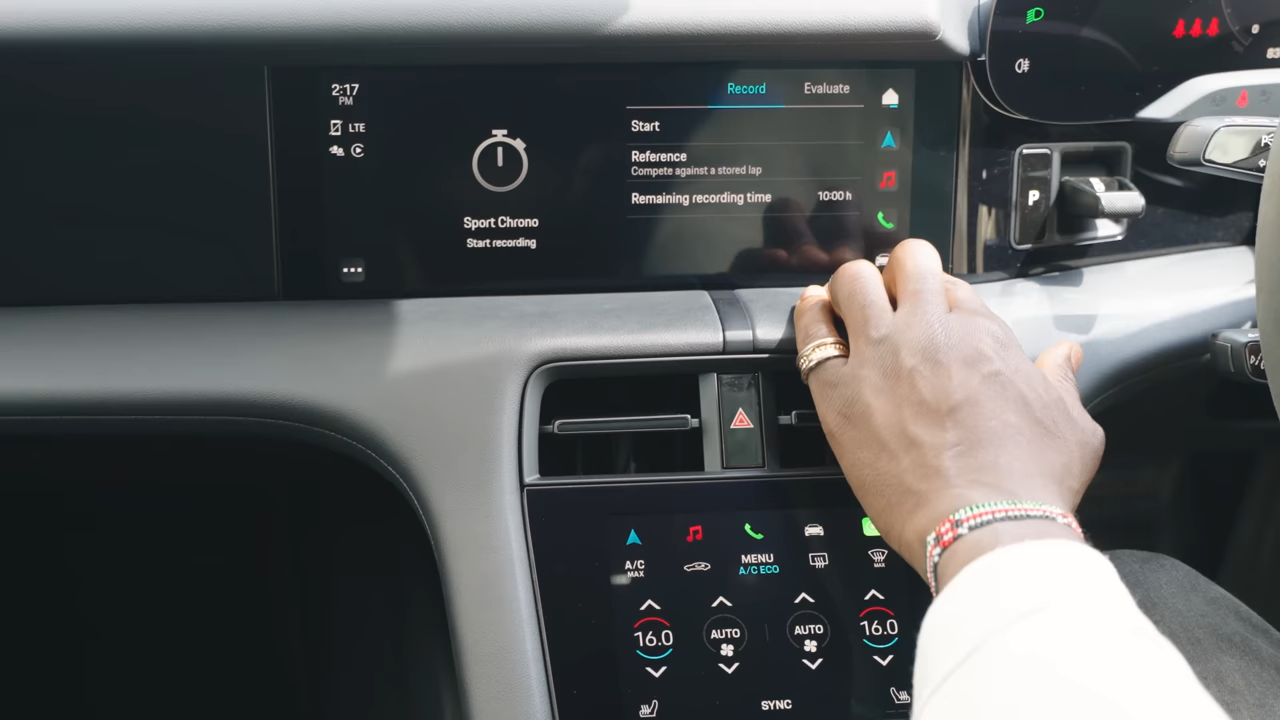 2:17
PM
LTE
Sport Chrono
Start recording
Record
Evaluate
Start
Reference
Compete against a stored lap
Remaining recording time
10:00 h
0
P
A/C
MAX
MENU
A/C ECO
MAX
16.0
AUTO
AUTO
16.0
SYNC